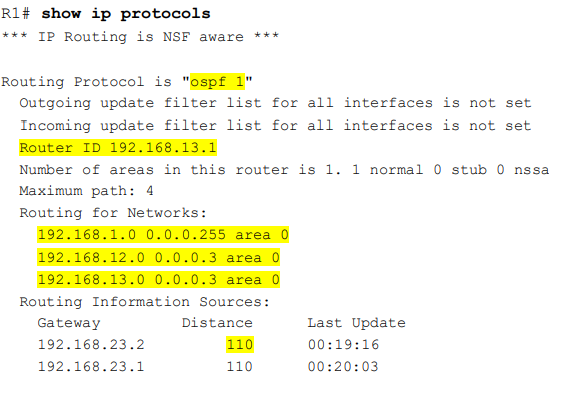 R1# show ip protocols
*** IP Routing is NSF aware ***
Routing Protocol is "ospf 1"
Outgoing update filter list for all interfaces is not set
Incoming update filter list for all interfaces is not set
Router ID 192.168.13.1
Number of areas in this router is 1. 1 normal 0 stub 0 nssa
Maximum path: 4
Routing for Networks:
192.168.1.0 0.0.0.255 area 0
192.168.12.0 0.0.0.3 area 0
192.168.13.0 0.0.0.3 area 0
Routing Information Sources:
Gateway Distance Last Update
192.168.23.2 110 00:19:16
192.168.23.1 110 00:20:03